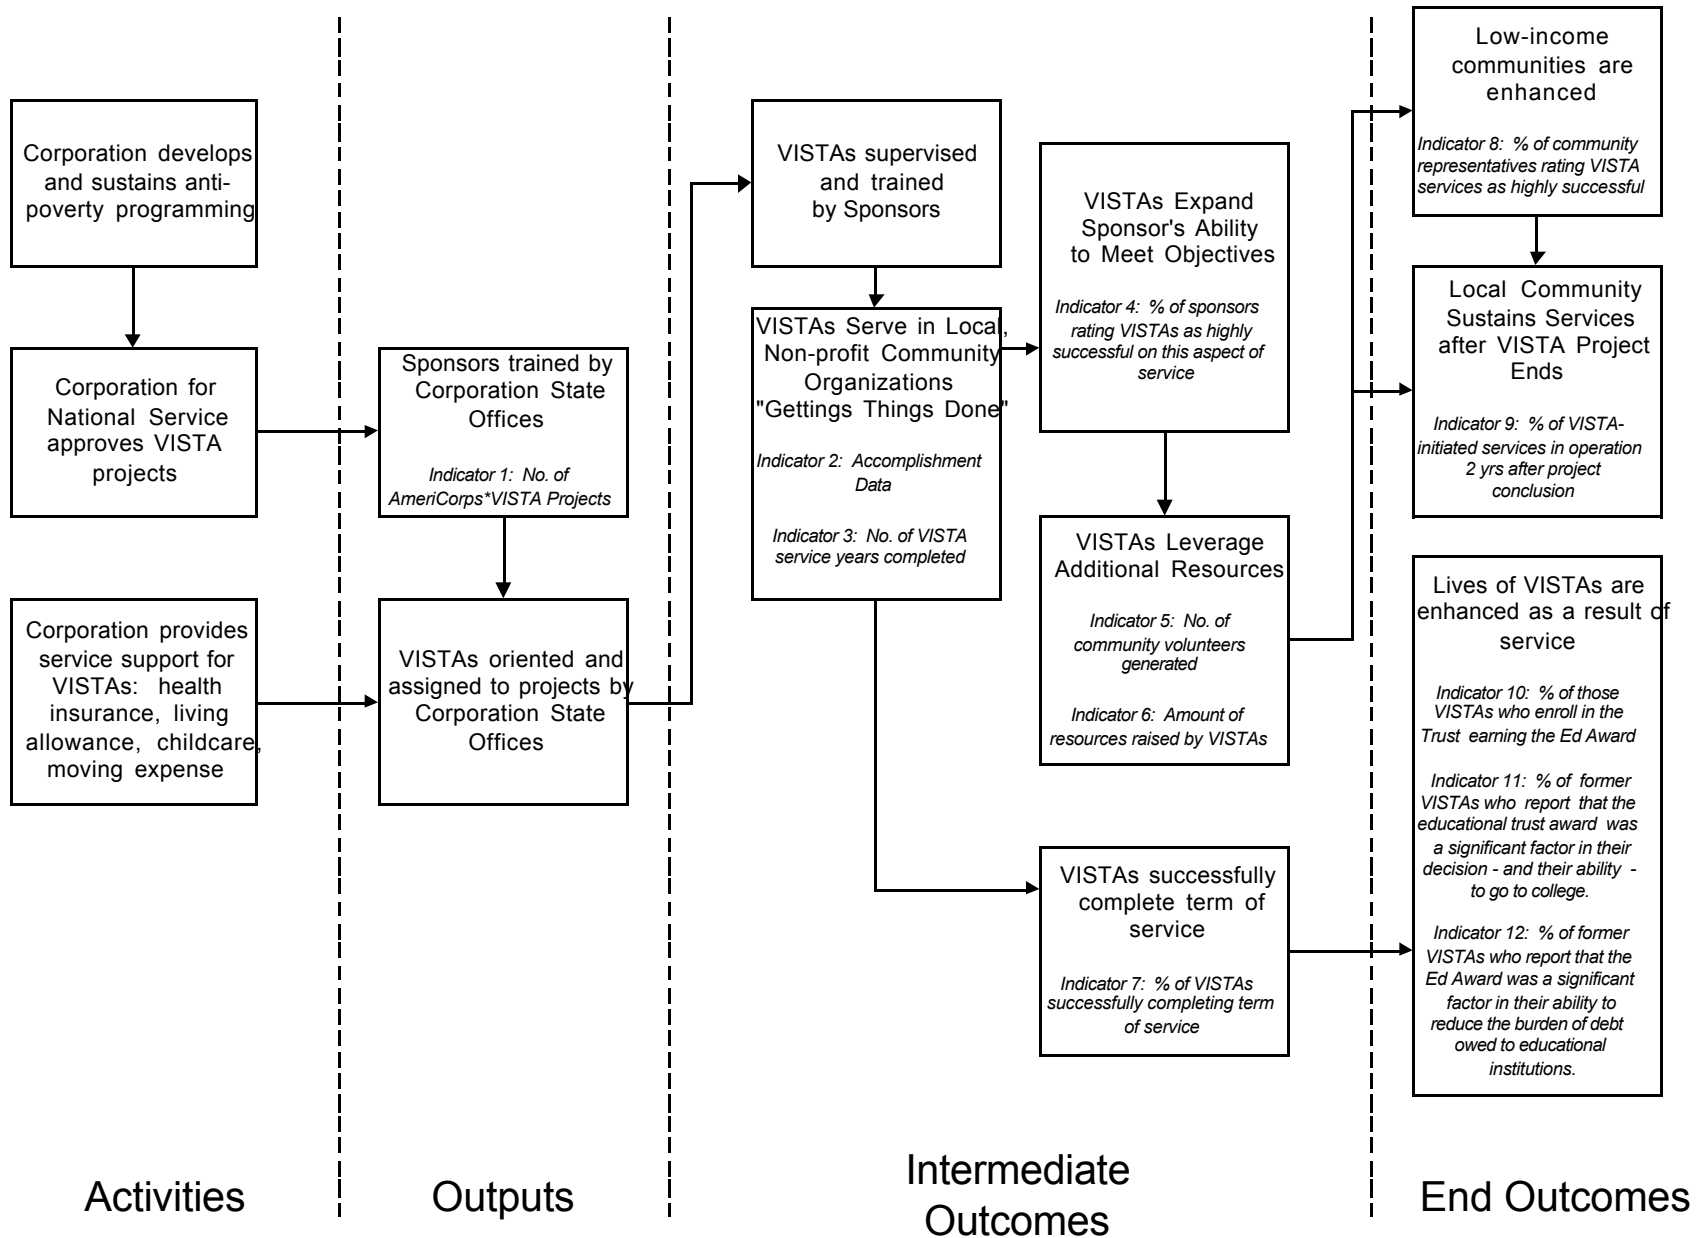 Corporation develops
and sustains anti-
poverty programming
Corporation for
National Service
approves VISTA
projects
Corporation provides
service support for
VISTAs: health
insurance, living
allowance, childcare,
moving expense
Activities
Sponsors trained by
Corporation State
Offices
Indicator 1: No. of
AmeriCorps*VISTA Projects
VISTAs oriented and
assigned to projects by
Corporation State
Offices
Outputs
VISTAs supervised
and trained
by Sponsors
VISTAs Serve in Local,
Non-profit Community
Organizations
"Gettings Things Done"
Indicator 2: Accomplishment
Data
Indicator 3: No. of VISTA
service years completed
VISTAs Expand
Sponsor's Ability
to Meet Objectives
Indicator 4: % of sponsors
rating VISTAs as highly
successful on this aspect of
service
VISTAs Leverage
Additional Resources
Indicator 5: No. of
community volunteers
generated
Indicator 6: Amount of
resources raised by VISTAs
VISTAs successfully
complete term of
service
Indicator 7: % of VISTAs
successfully completing term
of service
Intermediate
Outcomes
Low-income
communities are
enhanced
Indicator 8: % of community
representatives rating VISTA
services as highly successful
Local Community
Sustains Services
after VISTA Project
Ends
Indicator 9: % of VISTA-
initiated services in operation
2 yrs after project
conclusion
Lives of VISTAs are
enhanced as a result of
service
Indicator 10: % of those
VISTAs who enroll in the
Trust earning the Ed Award
Indicator 11: % of former
VISTAs who report that the
educational trust award was
a significant factor in their
decision - and their ability -
to go to college.
Indicator 12: % of former
VISTAs who report that the
Ed Award was a significant
factor in their ability to
reduce the burden of debt
owed to educational
institutions.
End Outcomes